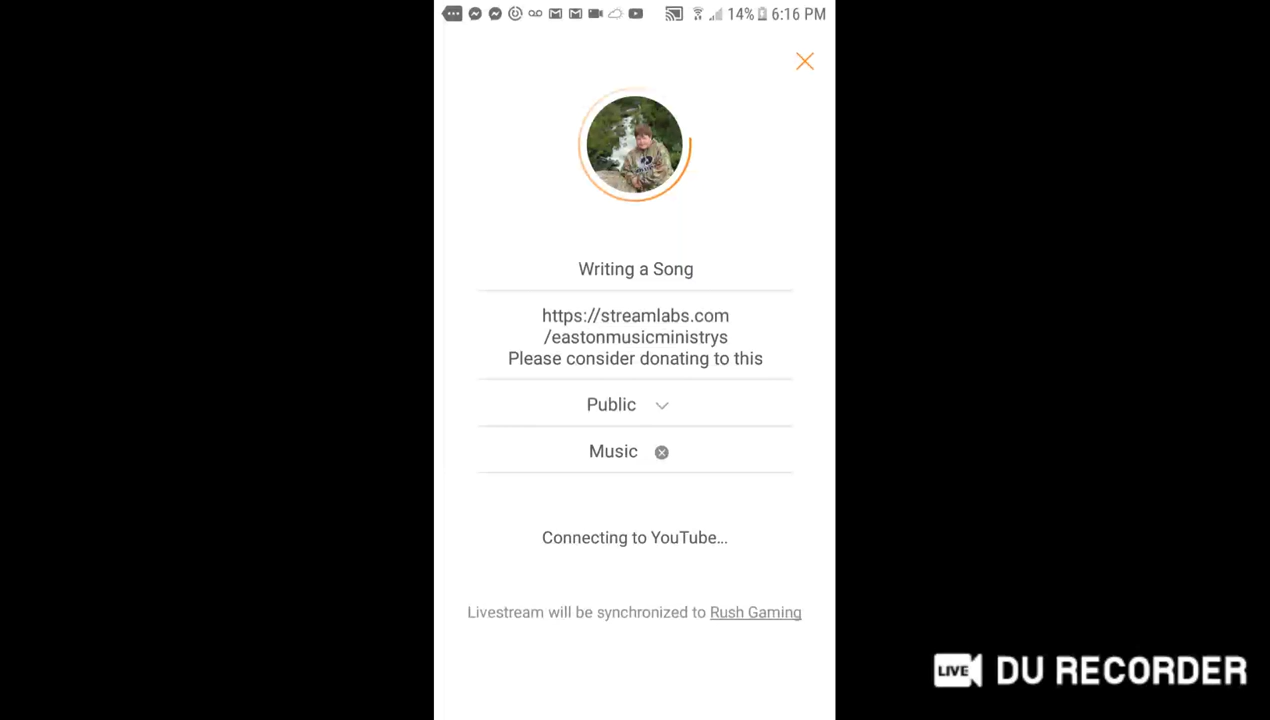 14% 6:16 PM
Writing a Song
https://streamlabs.com
/eastonmusicministrys
Please consider donating to this
Public
Music
Connecting to YouTube...
Livestream will be synchronized to Rush Gaming
LIVE DU RECORDER